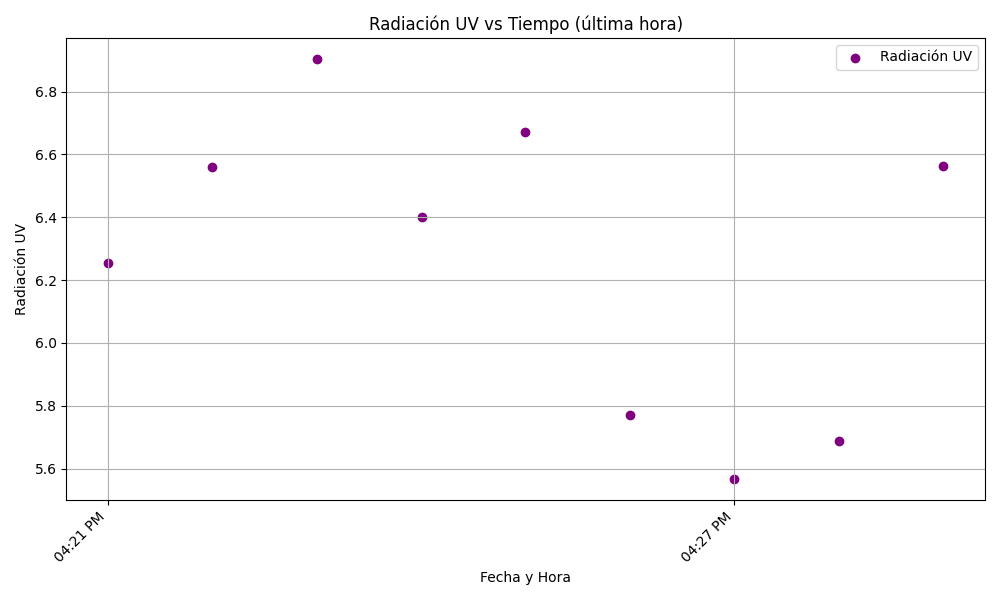 Radiación UV vs Tiempo (última hora)
Radiación UV
6.8
6.6
6.4
6.2
6.0
5.8
5.6
Radiación UV
04:21 PM
04:27 PM
Fecha y Hora